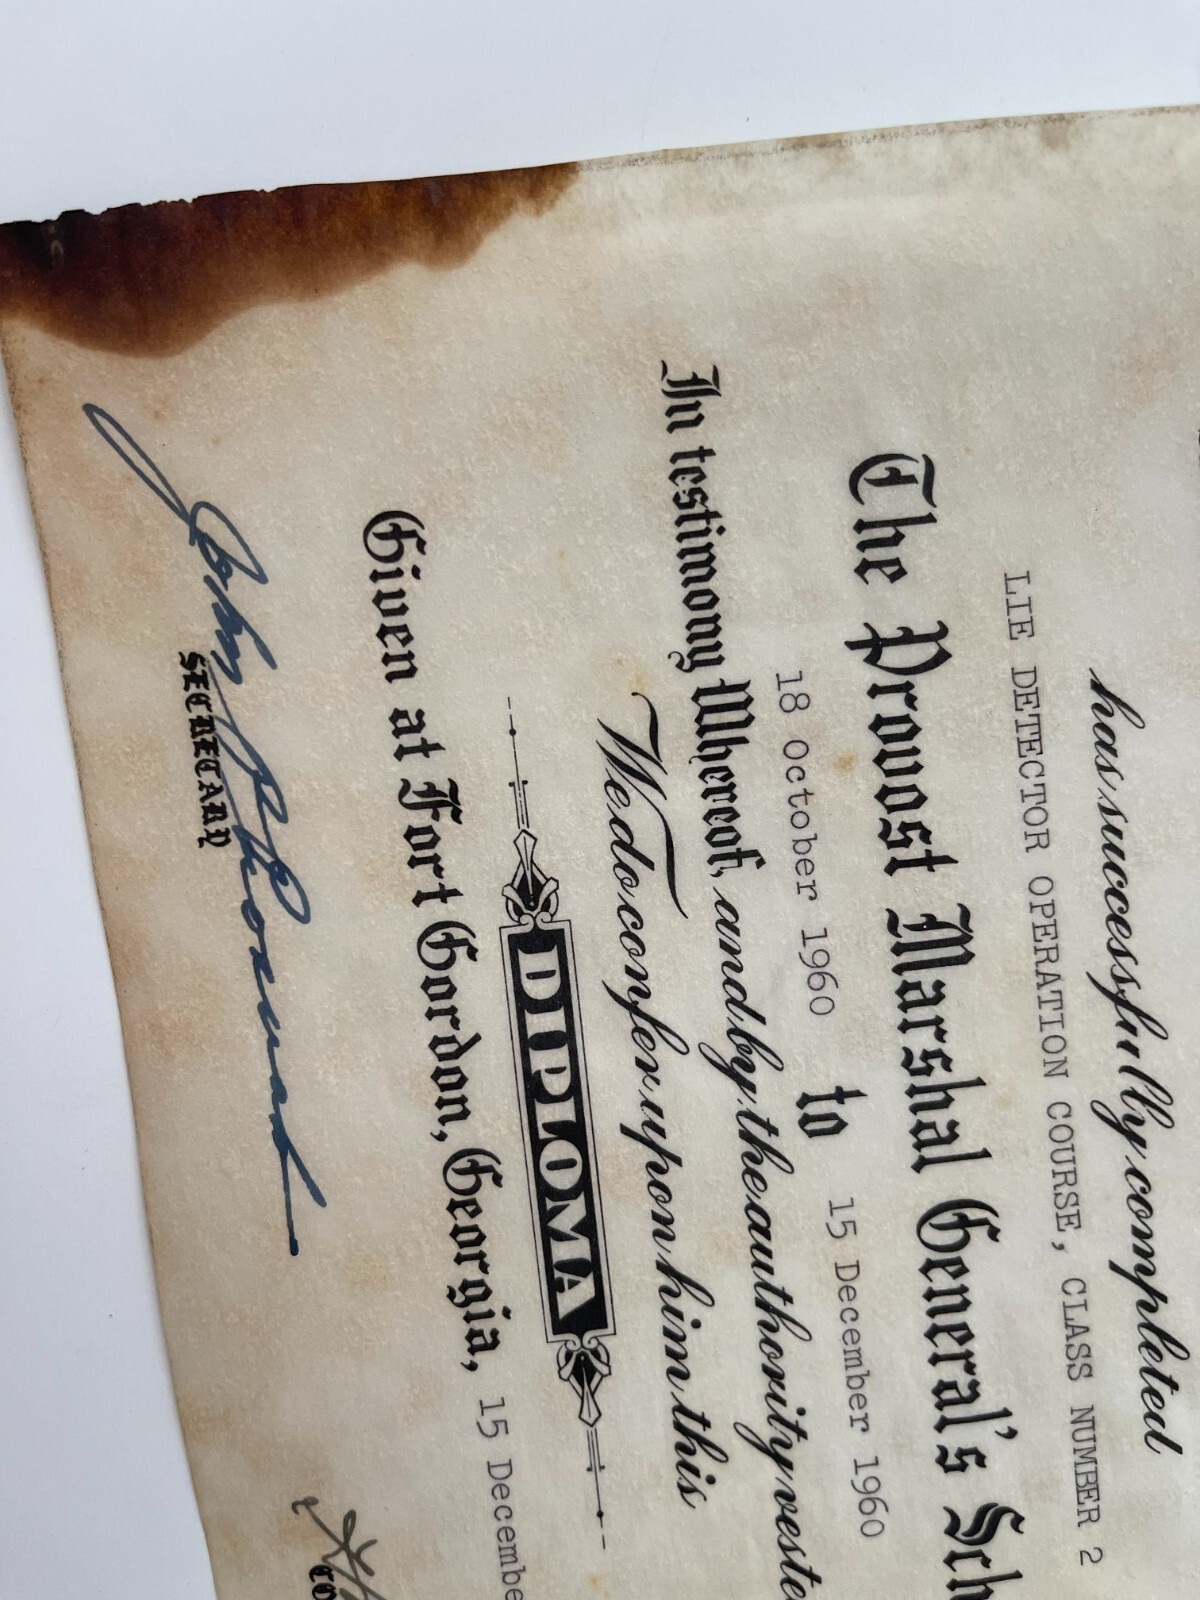 has successfully completed
LIE DETECTOR OPERATION COURSE, CLASS NUMBER 2
The Provost Marshal General's Sch
18 October 1960 to 15 December 1960
In testimony Whereof, and by the authority veste
We do confer upon him this
DIPLOMA
Given at Fort Gordon, Georgia, 15 Decembe
John
SECRETARY
CO